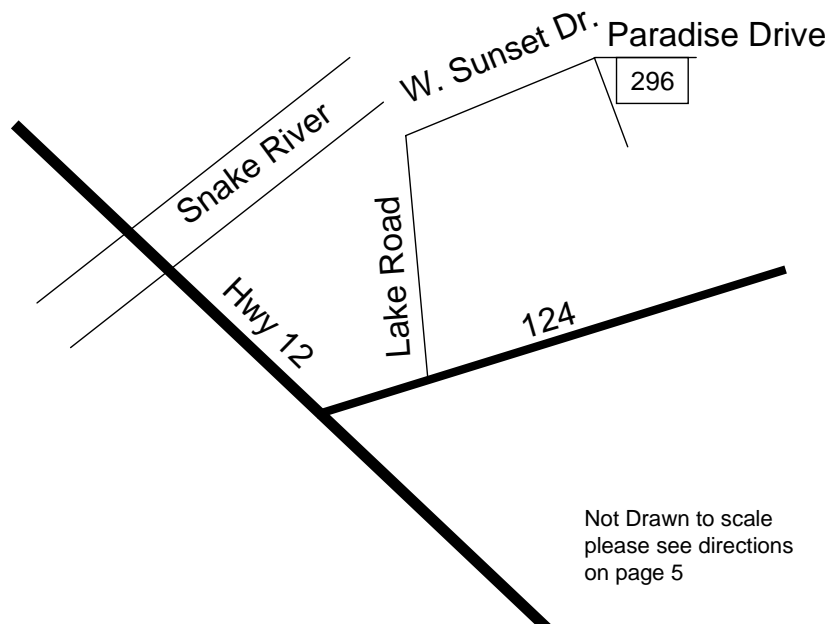 W. Sunset Dr.
Paradise Drive
296
Snake River
Lake Road
Hwy 12
124
Not Drawn to scale
please see directions
on page 5